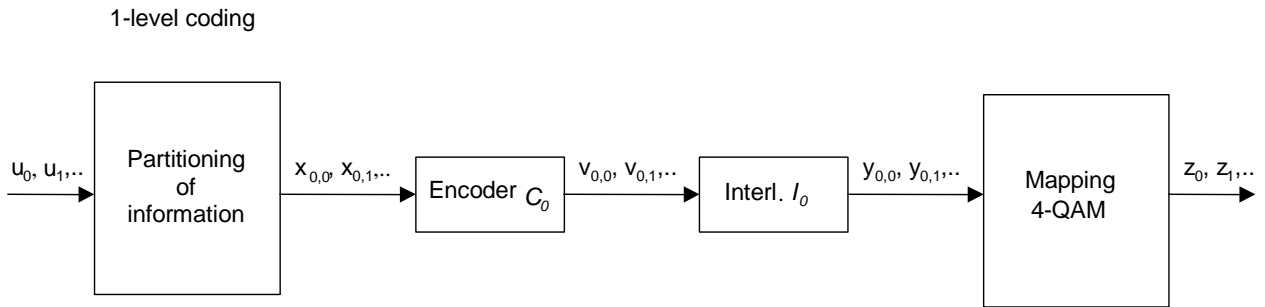 1-level coding
u0, u1,..
Partitioning
of
information
x0,0, x0,1,..
Encoder C0
v0,0, v0,1,..
Interl. I0
y0,0, y0,1,..
Mapping
4-QAM
z0, z1,..